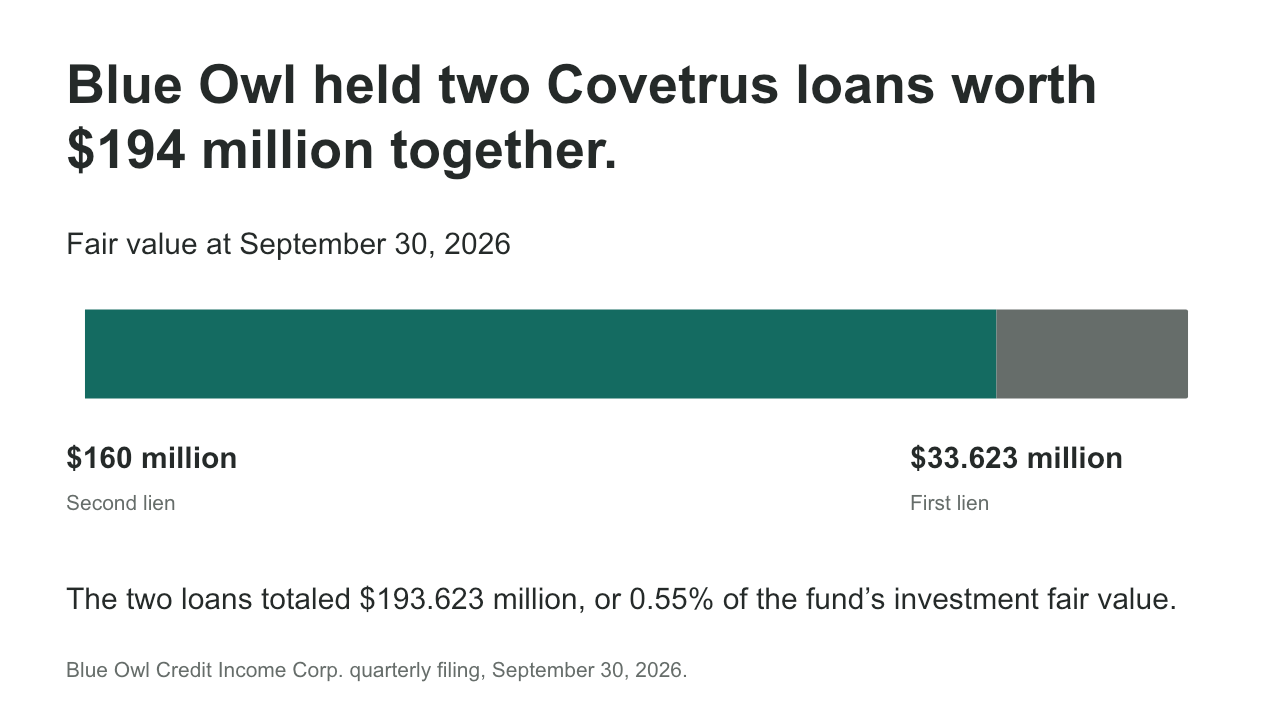 Blue Owl held two Covetrus loans worth
$194 million together.
Fair value at September 30, 2026
$160 million
$33.623 million
Second lien
First lien
The two loans totaled $193.623 million, or 0.55% of the fund’s investment fair value.
Blue Owl Credit Income Corp. quarterly filing, September 30, 2026.